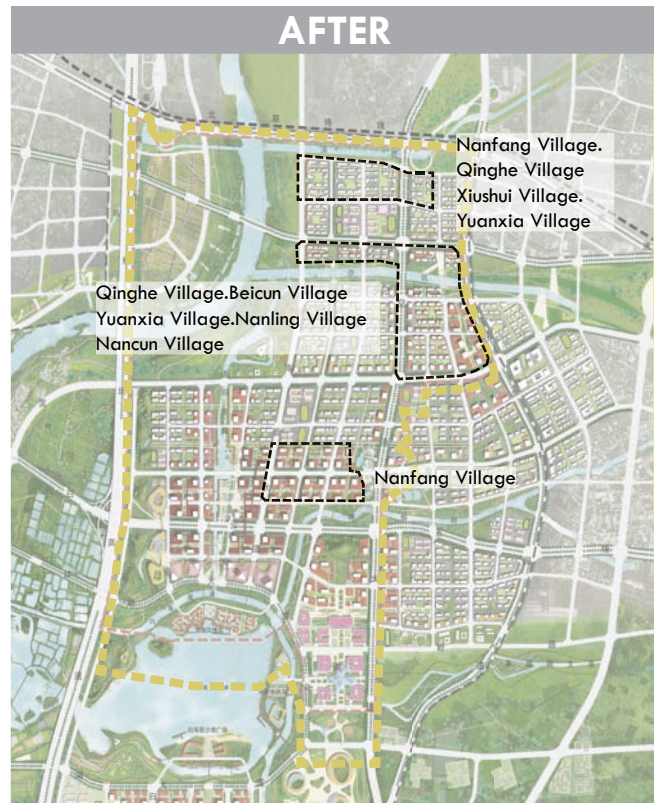 AFTER
Nanfang Village.
Qinghe Village
Xiushui Village.
Yuanxia Village
Qinghe Village.Beicun Village
Yuanxia Village.Nanling Village
Nancun Village
Nanfang Village